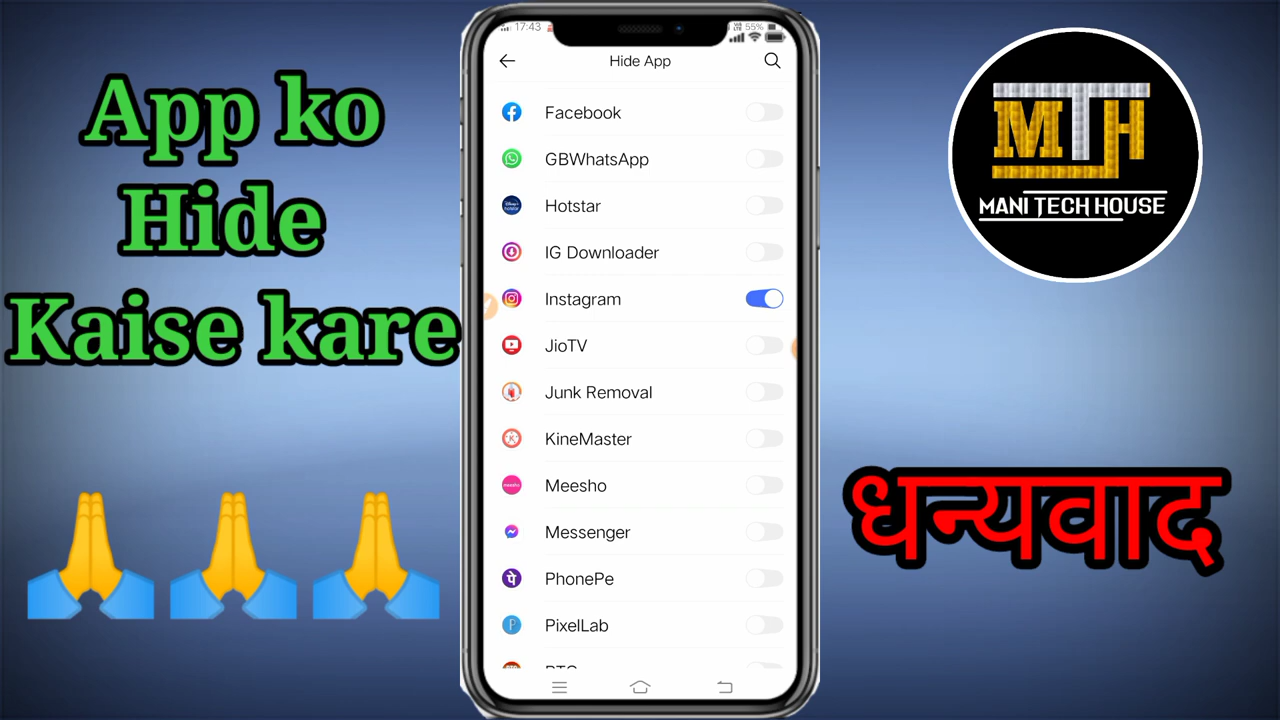 App ko
Hide
Kaise kare
17:43
55%
Hide App
Facebook
GBWhatsApp
Hotstar
IG Downloader
Instagram
JioTV
Junk Removal
KineMaster
Meesho
Messenger
PhonePe
PixelLab
MTH
MANI TECH HOUSE
धन्यवाद